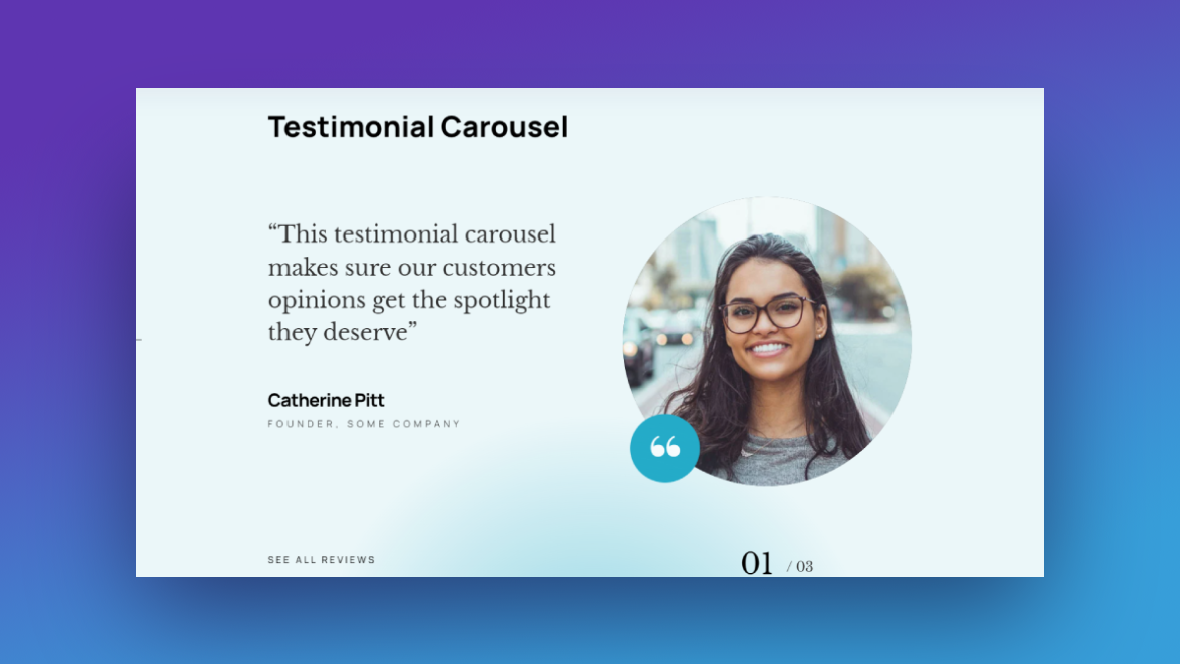 Testimonial Carousel
“This testimonial carousel
makes sure our customers
opinions get the spotlight
they deserve”
Catherine Pitt
FOUNDER, SOME COMPANY
SEE ALL REVIEWS
01 / 03